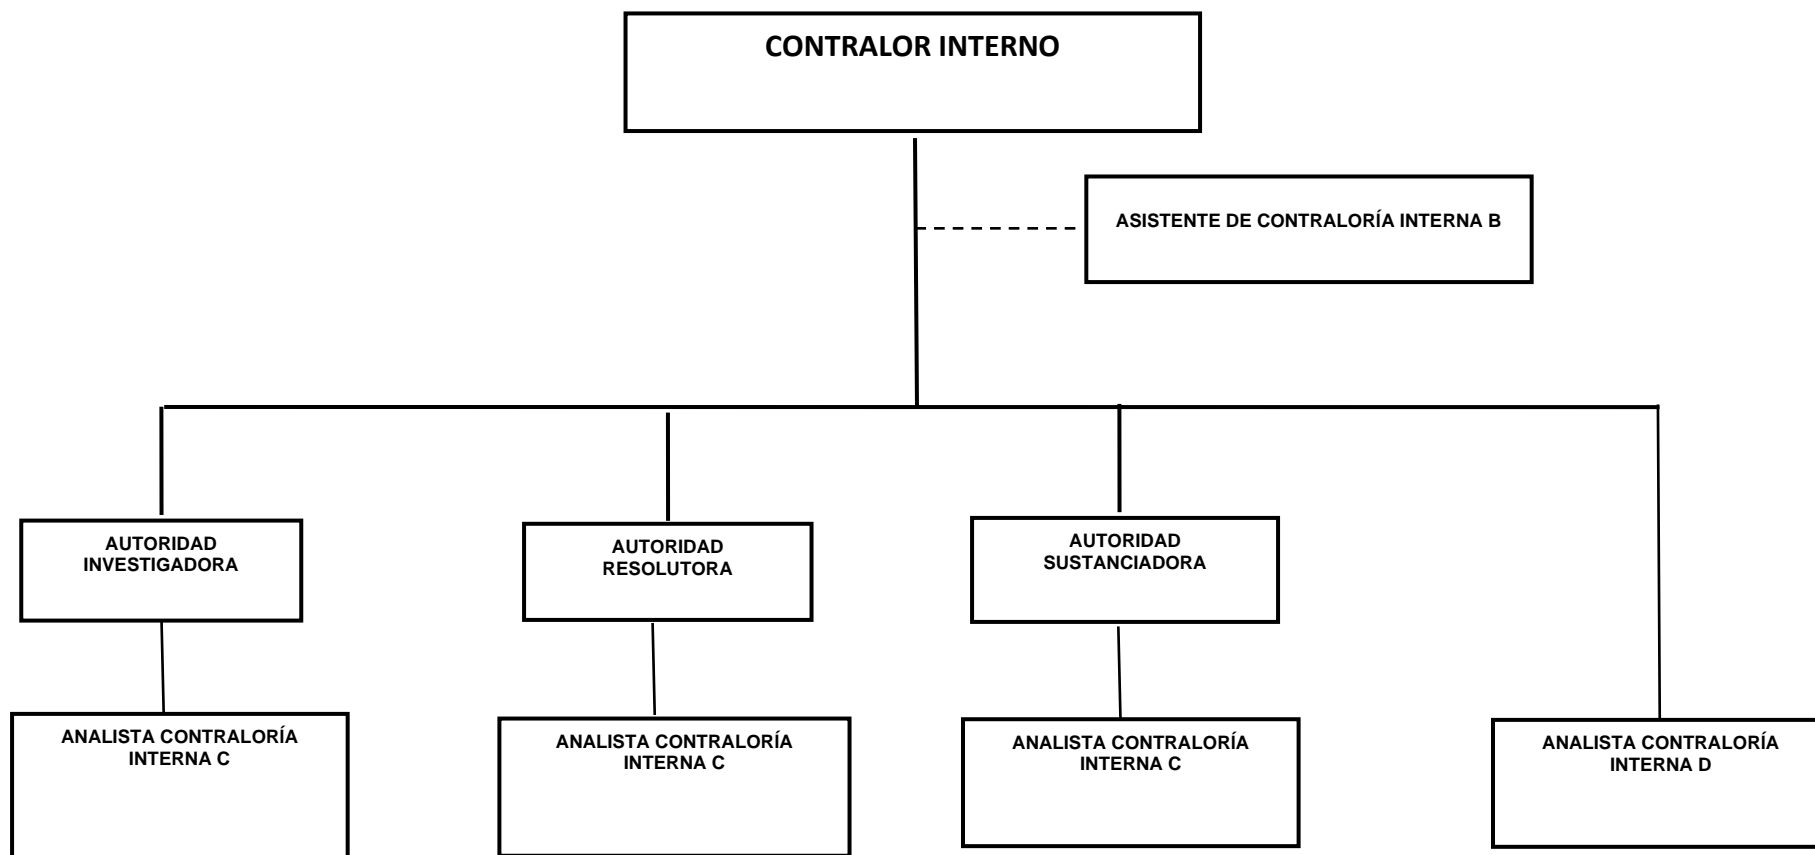 CONTRALOR INTERNO
ASISTENTE DE CONTRALORÍA INTERNA B
AUTORIDAD
INVESTIGADORA
AUTORIDAD
RESOLUTORA
AUTORIDAD
SUSTANCIADORA
ANALISTA CONTRALORÍA
INTERNA C
ANALISTA CONTRALORÍA
INTERNA C
ANALISTA CONTRALORÍA
INTERNA C
ANALISTA CONTRALORÍA
INTERNA D